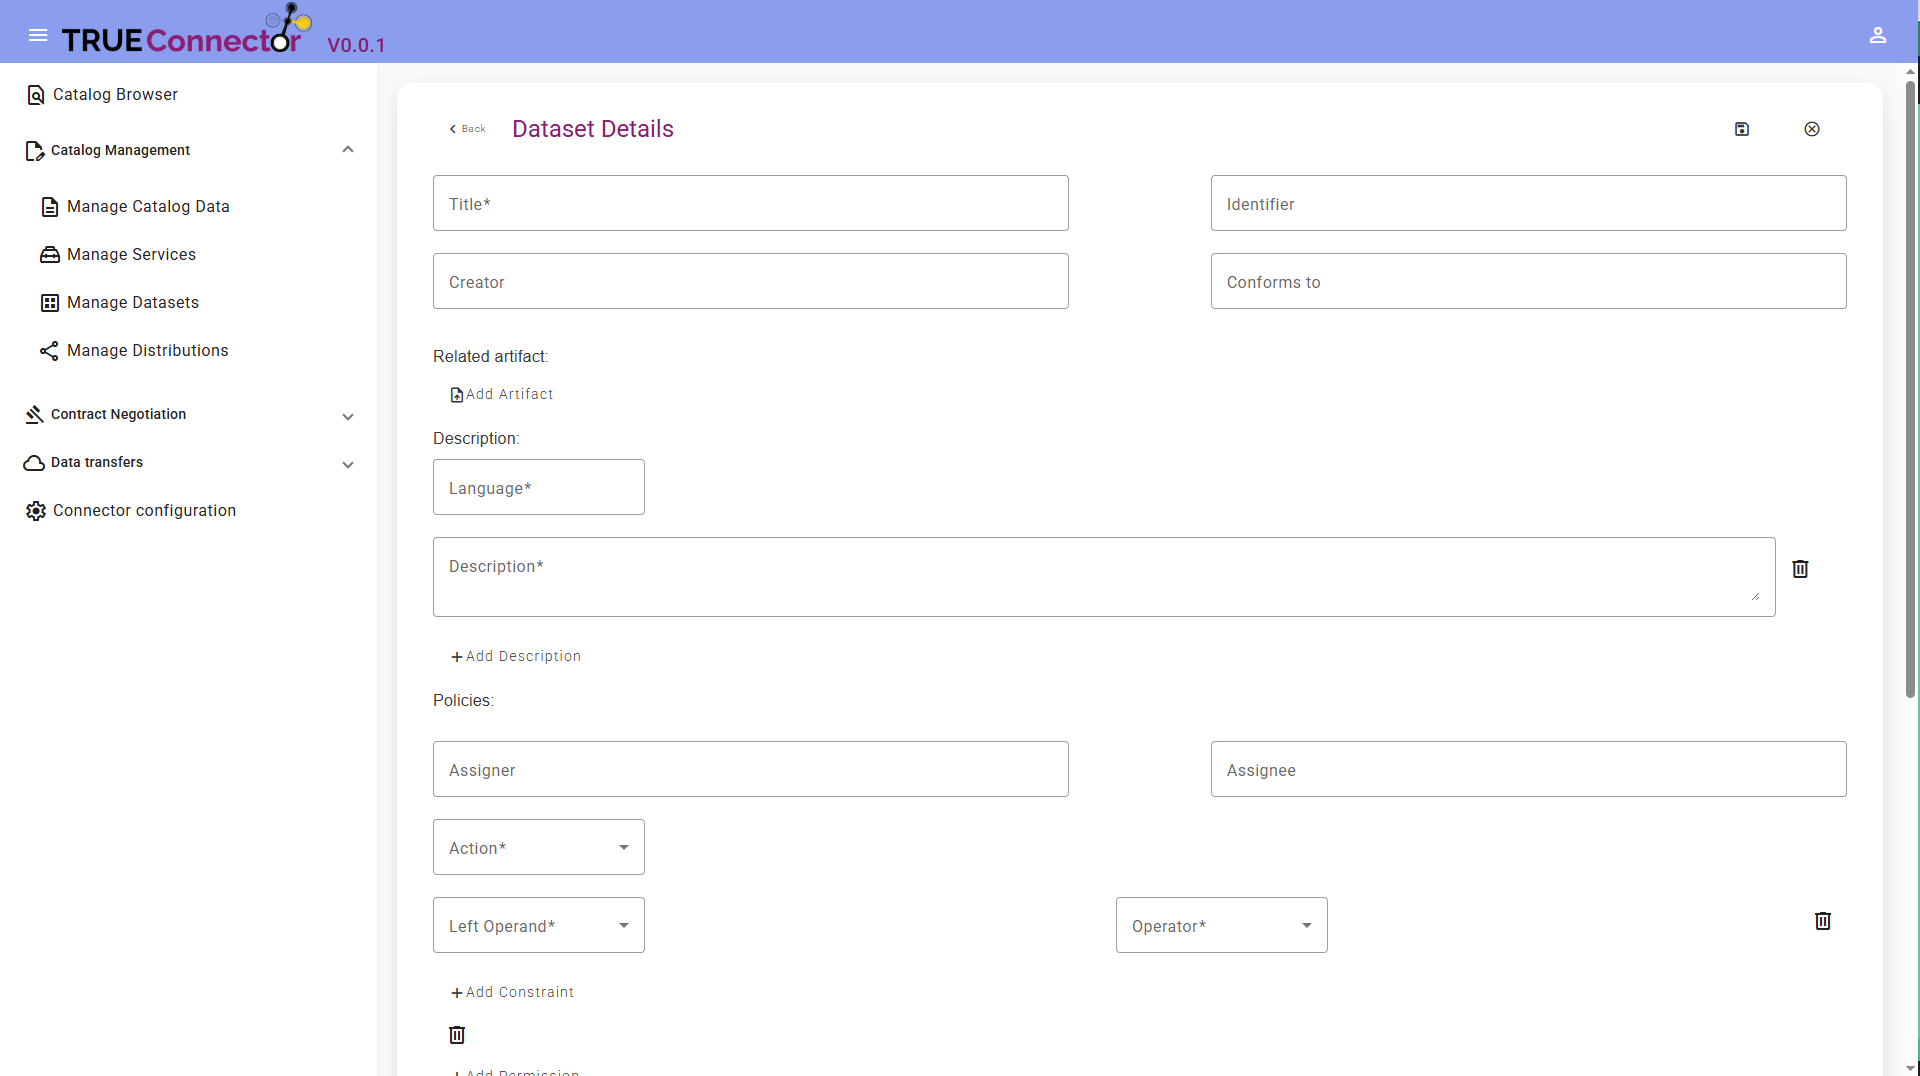 TRUEConnector V0.0.1
Catalog Browser
Catalog Management
Manage Catalog Data
Manage Services
Manage Datasets
Manage Distributions
Contract Negotiation
Data transfers
Connector configuration
Back
Dataset Details
Title*
Identifier
Creator
Conforms to
Related artifact:
Add Artifact
Description:
Language*
Description*
Add Description
Policies:
Assigner
Assignee
Action*
Left Operand*
Operator*
Add Constraint
Add Permission